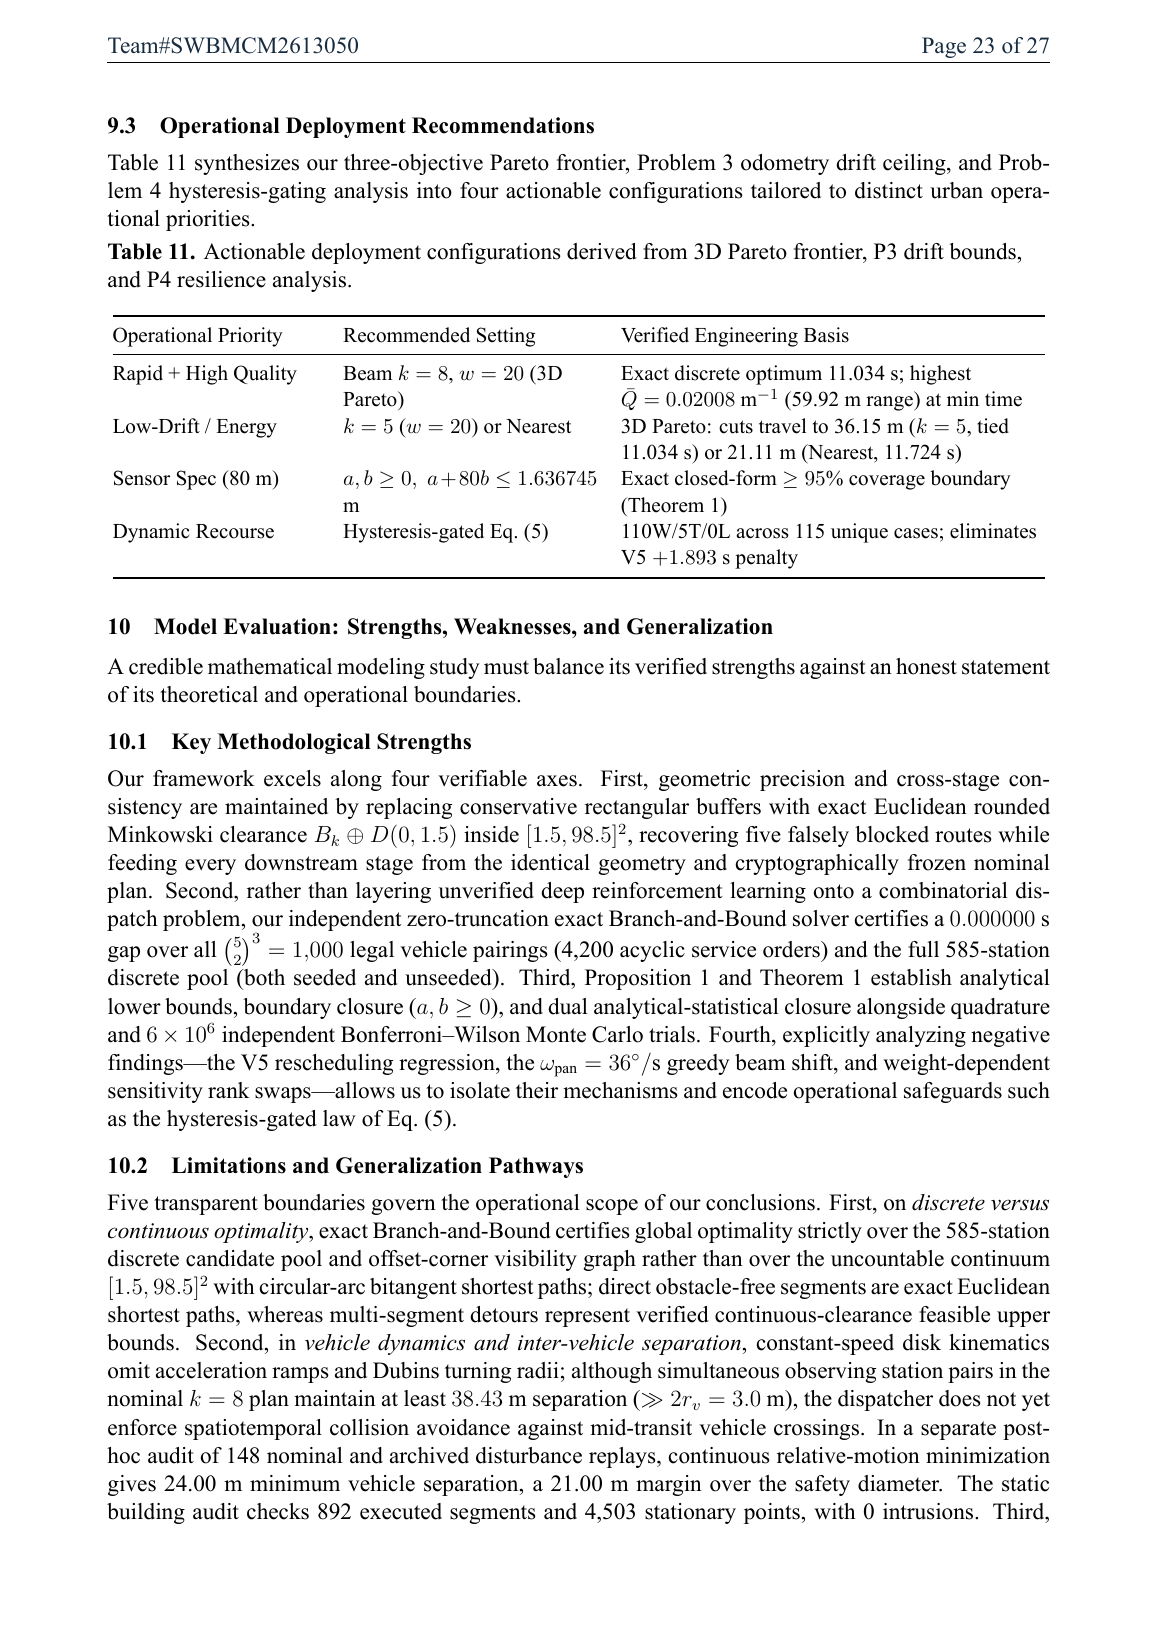 Team#SWBMCM2613050 Page 23 of 27
9.3 Operational Deployment Recommendations
Table 11 synthesizes our three-objective Pareto frontier, Problem 3 odometry drift ceiling, and Prob-
lem 4 hysteresis-gating analysis into four actionable configurations tailored to distinct urban opera-
tional priorities.
Table 11. Actionable deployment configurations derived from 3D Pareto frontier, P3 drift bounds,
and P4 resilience analysis.
Operational Priority Recommended Setting Verified Engineering Basis
Rapid + High Quality Beam k = 8, w = 20 (3D Exact discrete optimum 11.034 s; highest
Pareto) Q̄ = 0.02008 m⁻¹ (59.92 m range) at min time
Low-Drift / Energy k = 5 (w = 20) or Nearest 3D Pareto: cuts travel to 36.15 m (k = 5, tied
11.034 s) or 21.11 m (Nearest, 11.724 s)
Sensor Spec (80 m) a, b ≥ 0, a+80b ≤ 1.636745 Exact closed-form ≥ 95% coverage boundary
m (Theorem 1)
Dynamic Recourse Hysteresis-gated Eq. (5) 110W/5T/0L across 115 unique cases; eliminates
V5 +1.893 s penalty
10 Model Evaluation: Strengths, Weaknesses, and Generalization
A credible mathematical modeling study must balance its verified strengths against an honest statement
of its theoretical and operational boundaries.
10.1 Key Methodological Strengths
Our framework excels along four verifiable axes. First, geometric precision and cross-stage con-
sistency are maintained by replacing conservative rectangular buffers with exact Euclidean rounded
Minkowski clearance Bₖ ⊕ D(0, 1.5) inside [1.5, 98.5]², recovering five falsely blocked routes while
feeding every downstream stage from the identical geometry and cryptographically frozen nominal
plan. Second, rather than layering unverified deep reinforcement learning onto a combinatorial dis-
patch problem, our independent zero-truncation exact Branch-and-Bound solver certifies a 0.000000 s
gap over all (5 2)³ = 1,000 legal vehicle pairings (4,200 acyclic service orders) and the full 585-station
discrete pool (both seeded and unseeded). Third, Proposition 1 and Theorem 1 establish analytical
lower bounds, boundary closure (a, b ≥ 0), and dual analytical-statistical closure alongside quadrature
and 6 × 10⁶ independent Bonferroni–Wilson Monte Carlo trials. Fourth, explicitly analyzing negative
findings—the V5 rescheduling regression, the ω_pan = 36°/s greedy beam shift, and weight-dependent
sensitivity rank swaps—allows us to isolate their mechanisms and encode operational safeguards such
as the hysteresis-gated law of Eq. (5).
10.2 Limitations and Generalization Pathways
Five transparent boundaries govern the operational scope of our conclusions. First, on discrete versus
continuous optimality, exact Branch-and-Bound certifies global optimality strictly over the 585-station
discrete candidate pool and offset-corner visibility graph rather than over the uncountable continuum
[1.5, 98.5]² with circular-arc bitangent shortest paths; direct obstacle-free segments are exact Euclidean
shortest paths, whereas multi-segment detours represent verified continuous-clearance feasible upper
bounds. Second, in vehicle dynamics and inter-vehicle separation, constant-speed disk kinematics
omit acceleration ramps and Dubins turning radii; although simultaneous observing station pairs in the
nominal k = 8 plan maintain at least 38.43 m separation (≫ 2rᵥ = 3.0 m), the dispatcher does not yet
enforce spatiotemporal collision avoidance against mid-transit vehicle crossings. In a separate post-
hoc audit of 148 nominal and archived disturbance replays, continuous relative-motion minimization
gives 24.00 m minimum vehicle separation, a 21.00 m margin over the safety diameter. The static
building audit checks 892 executed segments and 4,503 stationary points, with 0 intrusions. Third,